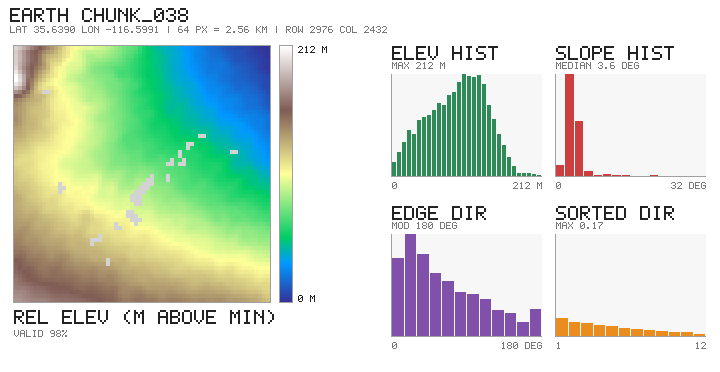 EARTH CHUNK_038
LAT 35.6390 LON -116.5991 | 64 PX = 2.56 KM | ROW 2976 COL 2432
212 M
0 M
REL ELEV (M ABOVE MIN)
VALID 98%
ELEV HIST
MAX 212 M
0 212 M
SLOPE HIST
MEDIAN 3.6 DEG
0 32 DEG
EDGE DIR
MOD 180 DEG
0 180 DEG
SORTED DIR
MAX 0.17
1 12